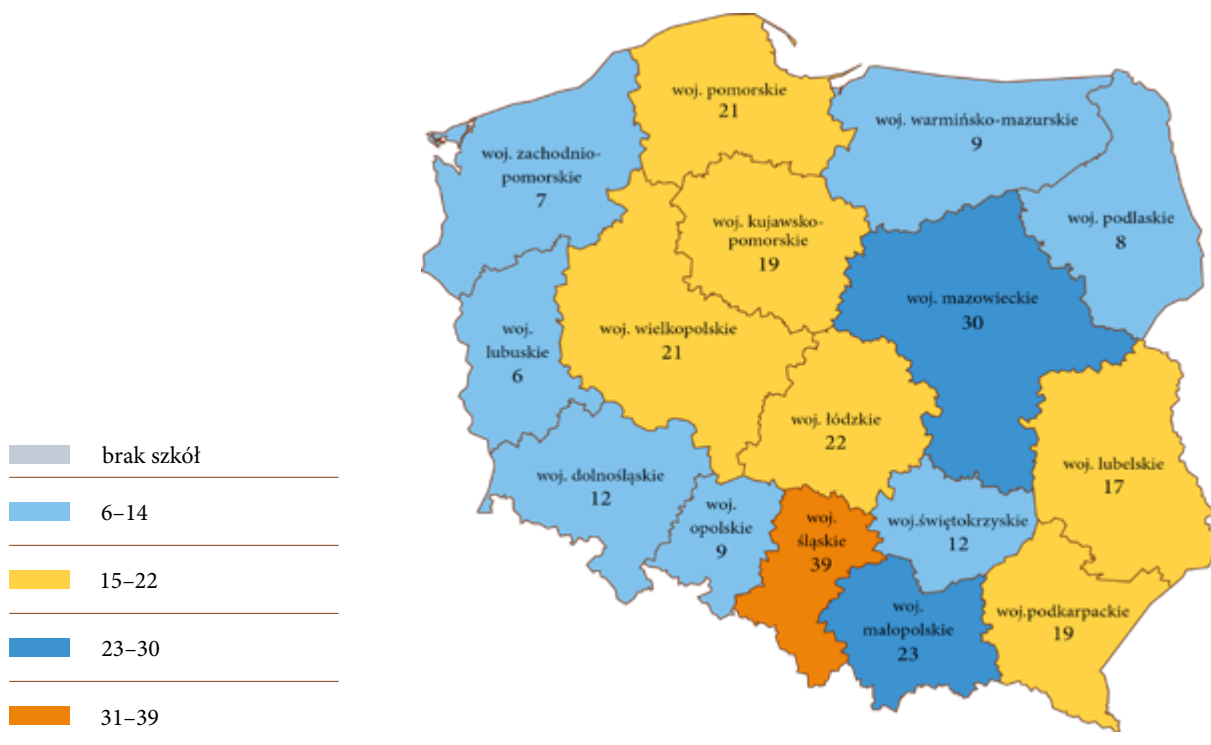 woj. pomorskie
21
woj. warmińsko-mazurskie
9
woj. zachodnio-
pomorskie
7
woj. podlaskie
8
woj. kujawsko-
pomorskie
19
woj. mazowieckie
30
woj. wielkopolskie
21
woj.
lubuskie
6
woj. łódzkie
22
woj. lubelskie
17
woj. dolnośląskie
12
woj.
opolskie
9
woj.
śląskie
39
woj.świętokrzyskie
12
woj.
małopolskie
23
woj.podkarpackie
19
brak szkół
6–14
15–22
23–30
31–39